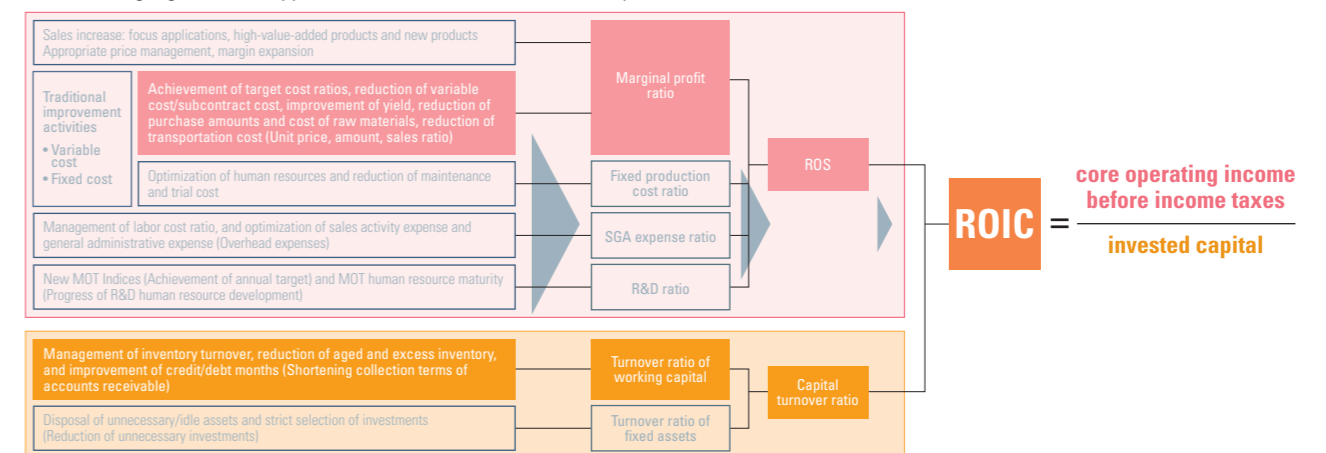 Sales increase: focus applications, high-value-added products and new products
Appropriate price management, margin expansion
Traditional
improvement
activities
• Variable
cost
• Fixed cost
Achievement of target cost ratios, reduction of variable
cost/subcontract cost, improvement of yield, reduction of
purchase amounts and cost of raw materials, reduction of
transportation cost (Unit price, amount, sales ratio)
Optimization of human resources and reduction of maintenance
and trial cost
Management of labor cost ratio, and optimization of sales activity expense and
general administrative expense (Overhead expenses)
New MOT Indices (Achievement of annual target) and MOT human resource maturity
(Progress of R&D human resource development)
Marginal profit
ratio
Fixed production
cost ratio
SGA expense ratio
R&D ratio
ROS
Management of inventory turnover, reduction of aged and excess inventory,
and improvement of credit/debt months (Shortening collection terms of
accounts receivable)
Disposal of unnecessary/idle assets and strict selection of investments
(Reduction of unnecessary investments)
Turnover ratio of
working capital
Turnover ratio of
fixed assets
Capital
turnover ratio
ROIC
=
core operating income
before income taxes
invested capital